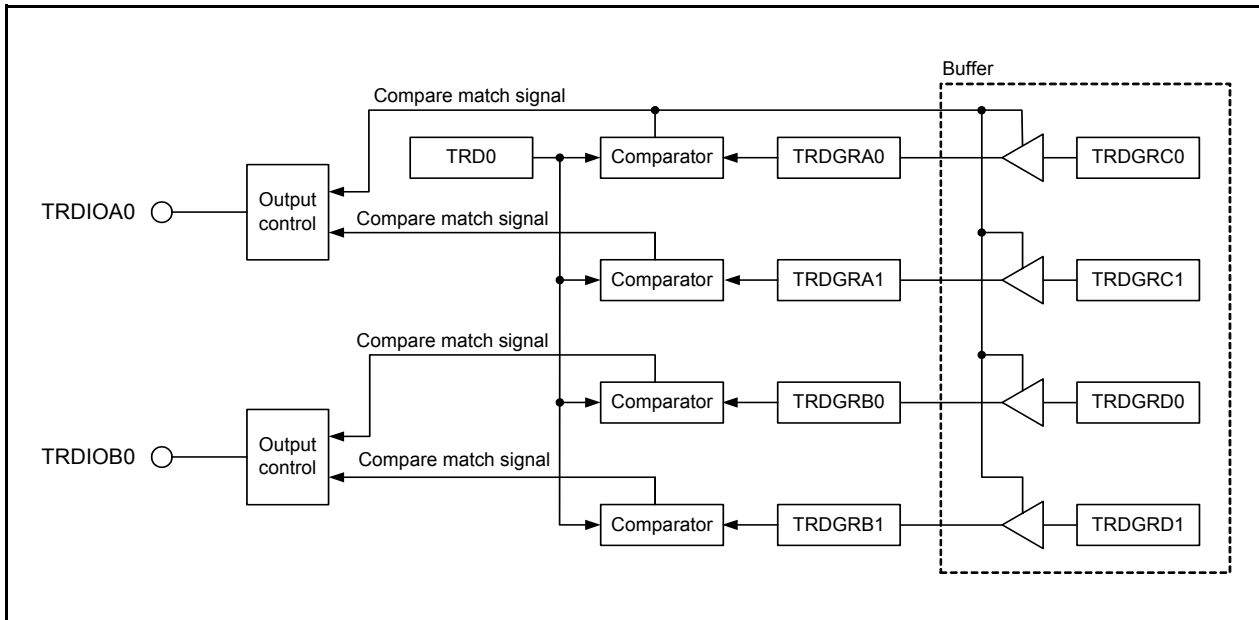 Buffer
Compare match signal
TRD0
Comparator
TRDGRA0
TRDGRC0
TRDIOA0
Output
control
Compare match signal
Comparator
TRDGRA1
TRDGRC1
Compare match signal
Comparator
TRDGRB0
TRDGRD0
TRDIOB0
Output
control
Compare match signal
Comparator
TRDGRB1
TRDGRD1